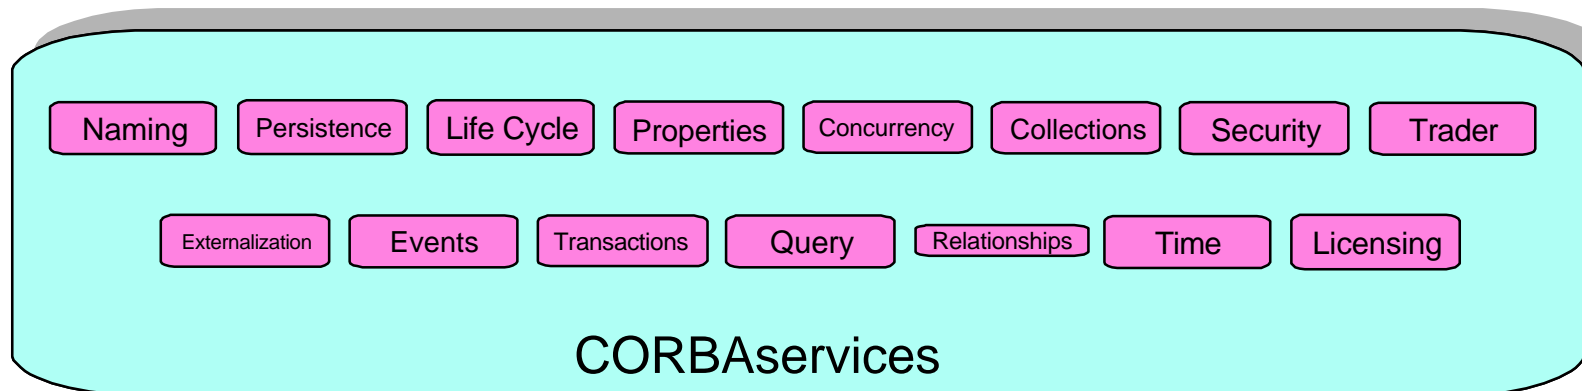 Naming Persistence Life Cycle Properties Concurrency Collections Security Trader
Externalization Events Transactions Query Relationships Time Licensing
CORBAservices